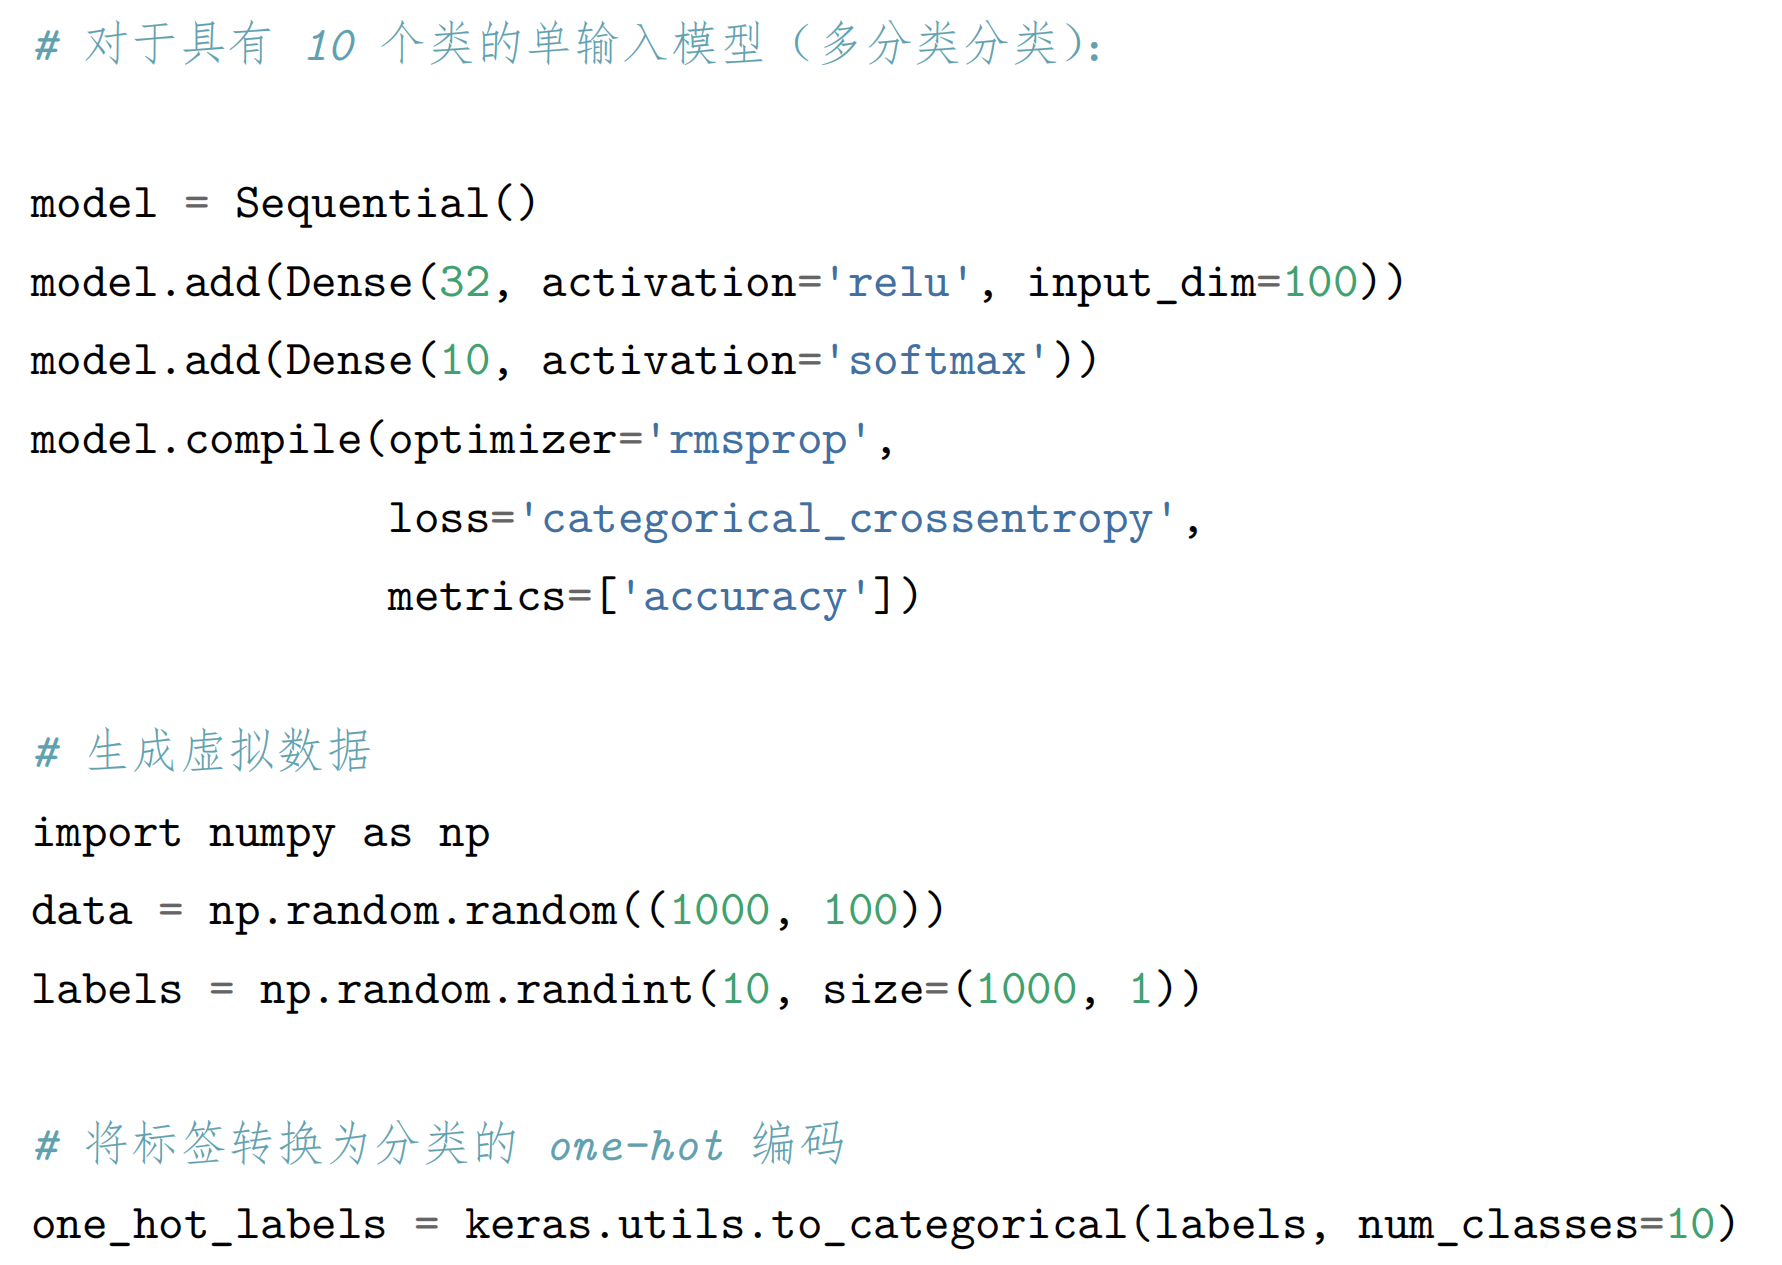 # 对于具有 10 个类的单输入模型（多分类分类）：
model = Sequential()
model.add(Dense(32, activation='relu', input_dim=100))
model.add(Dense(10, activation='softmax'))
model.compile(optimizer='rmsprop',
loss='categorical_crossentropy',
metrics=['accuracy'])
# 生成虚拟数据
import numpy as np
data = np.random.random((1000, 100))
labels = np.random.randint(10, size=(1000, 1))
# 将标签转换为分类的 one-hot 编码
one_hot_labels = keras.utils.to_categorical(labels, num_classes=10)